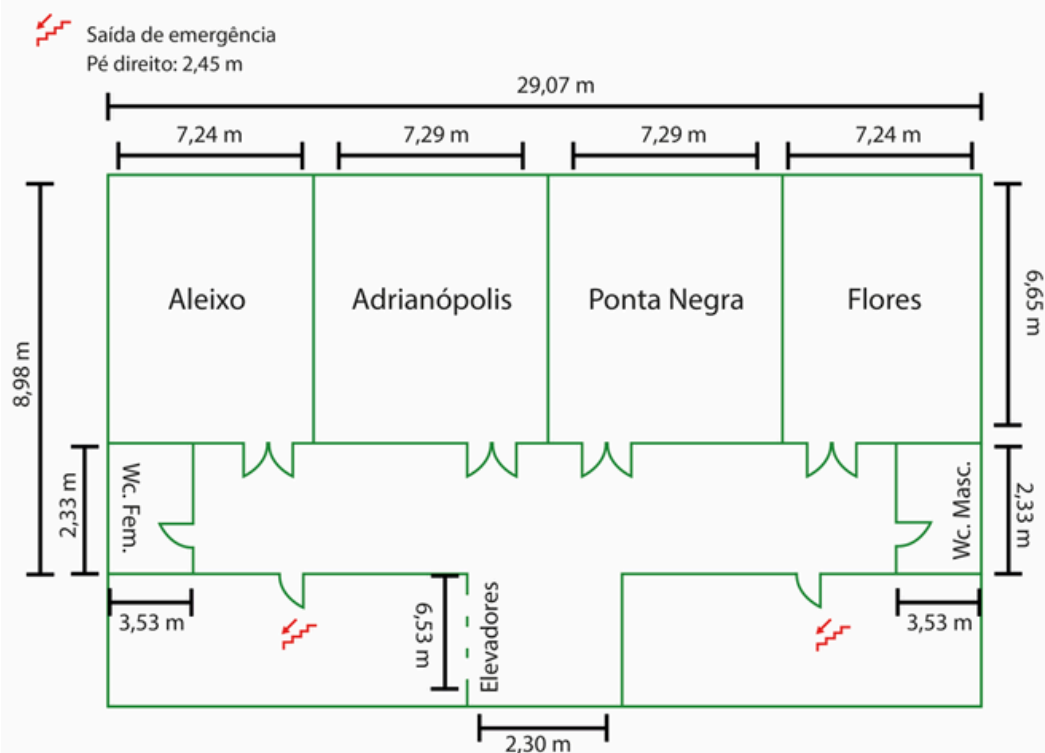 Saída de emergência
Pé direito: 2,45 m
29,07 m
7,24 m
7,29 m
7,29 m
7,24 m
Aleixo
Adrianópolis
Ponta Negra
Flores
6,65 m
8,98 m
2,33 m
Wc. Fem.
Wc. Masc.
2,33 m
3,53 m
6,53 m
Elevadores
3,53 m
2,30 m